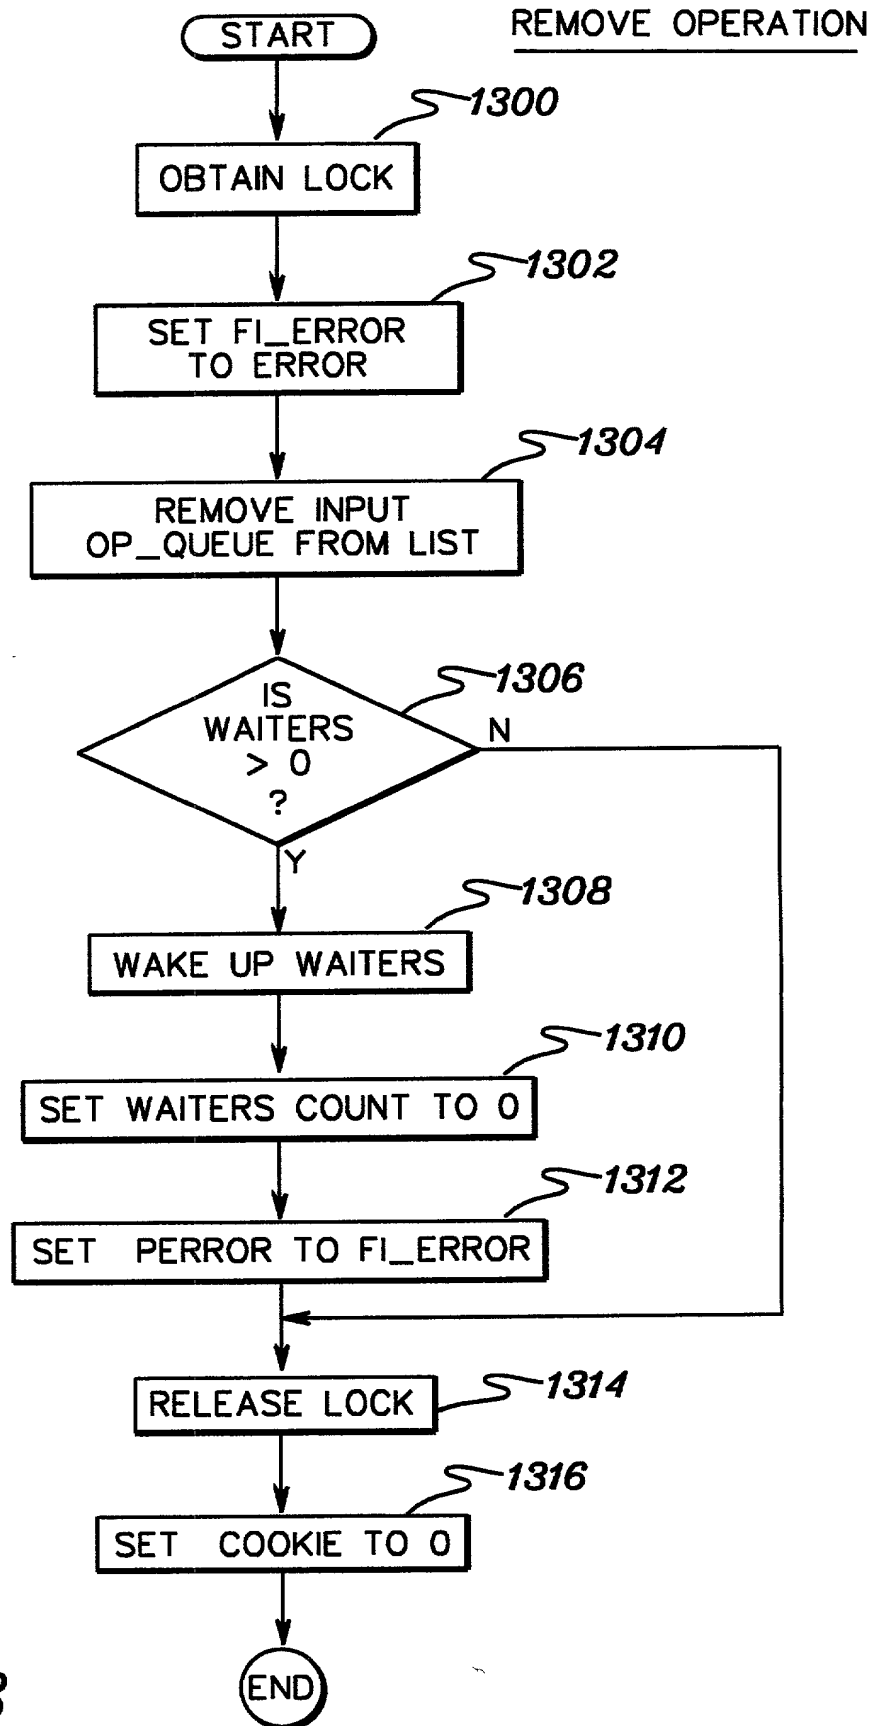 REMOVE OPERATION
START
1300
OBTAIN LOCK
1302
SET FI_ERROR
TO ERROR
1304
REMOVE INPUT
OP_QUEUE FROM LIST
1306
IS
WAITERS
> 0
?
N
Y
1308
WAKE UP WAITERS
1310
SET WAITERS COUNT TO 0
1312
SET PERROR TO FI_ERROR
1314
RELEASE LOCK
1316
SET COOKIE TO 0
END